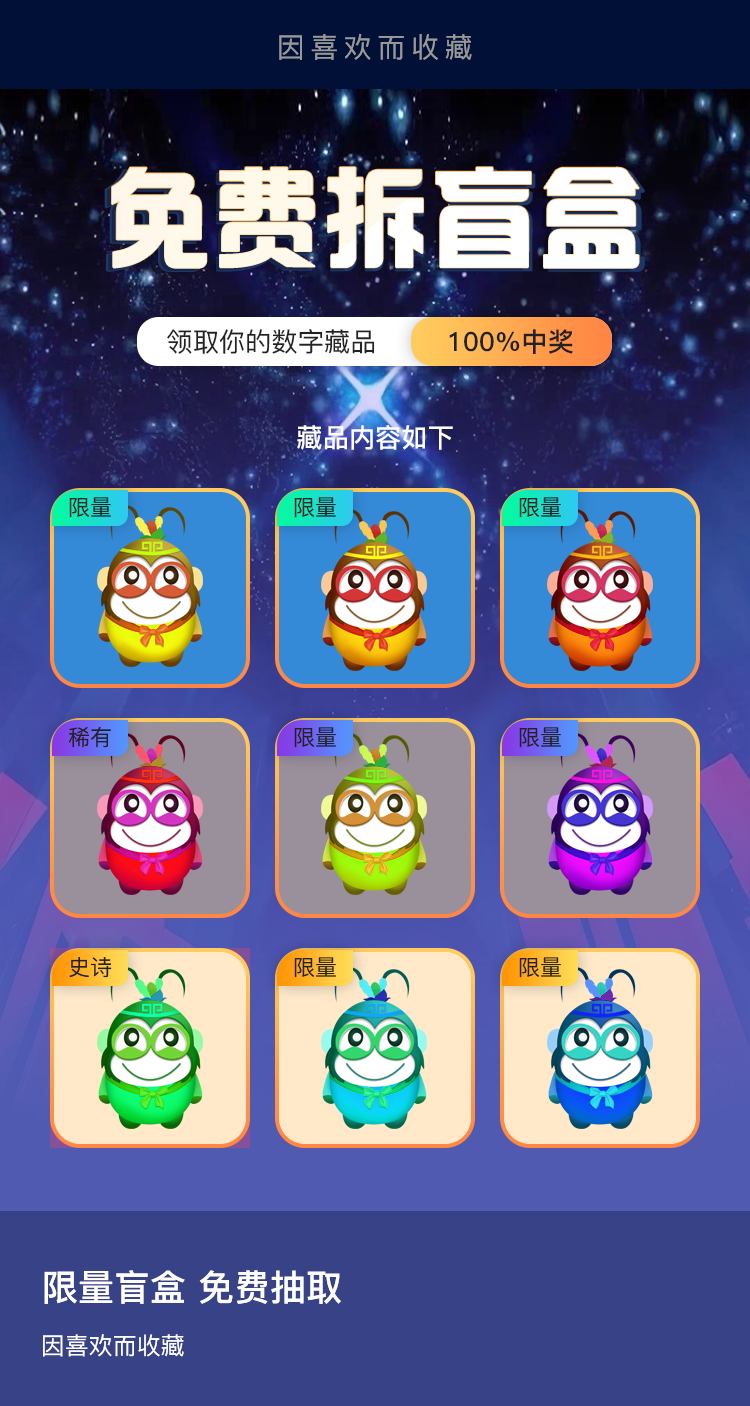 因喜欢而收藏
免费拆盲盒
领取你的数字藏品 100%中奖
藏品内容如下
限量 限量 限量
稀有 限量 限量
史诗 限量 限量
限量盲盒 免费抽取
因喜欢而收藏